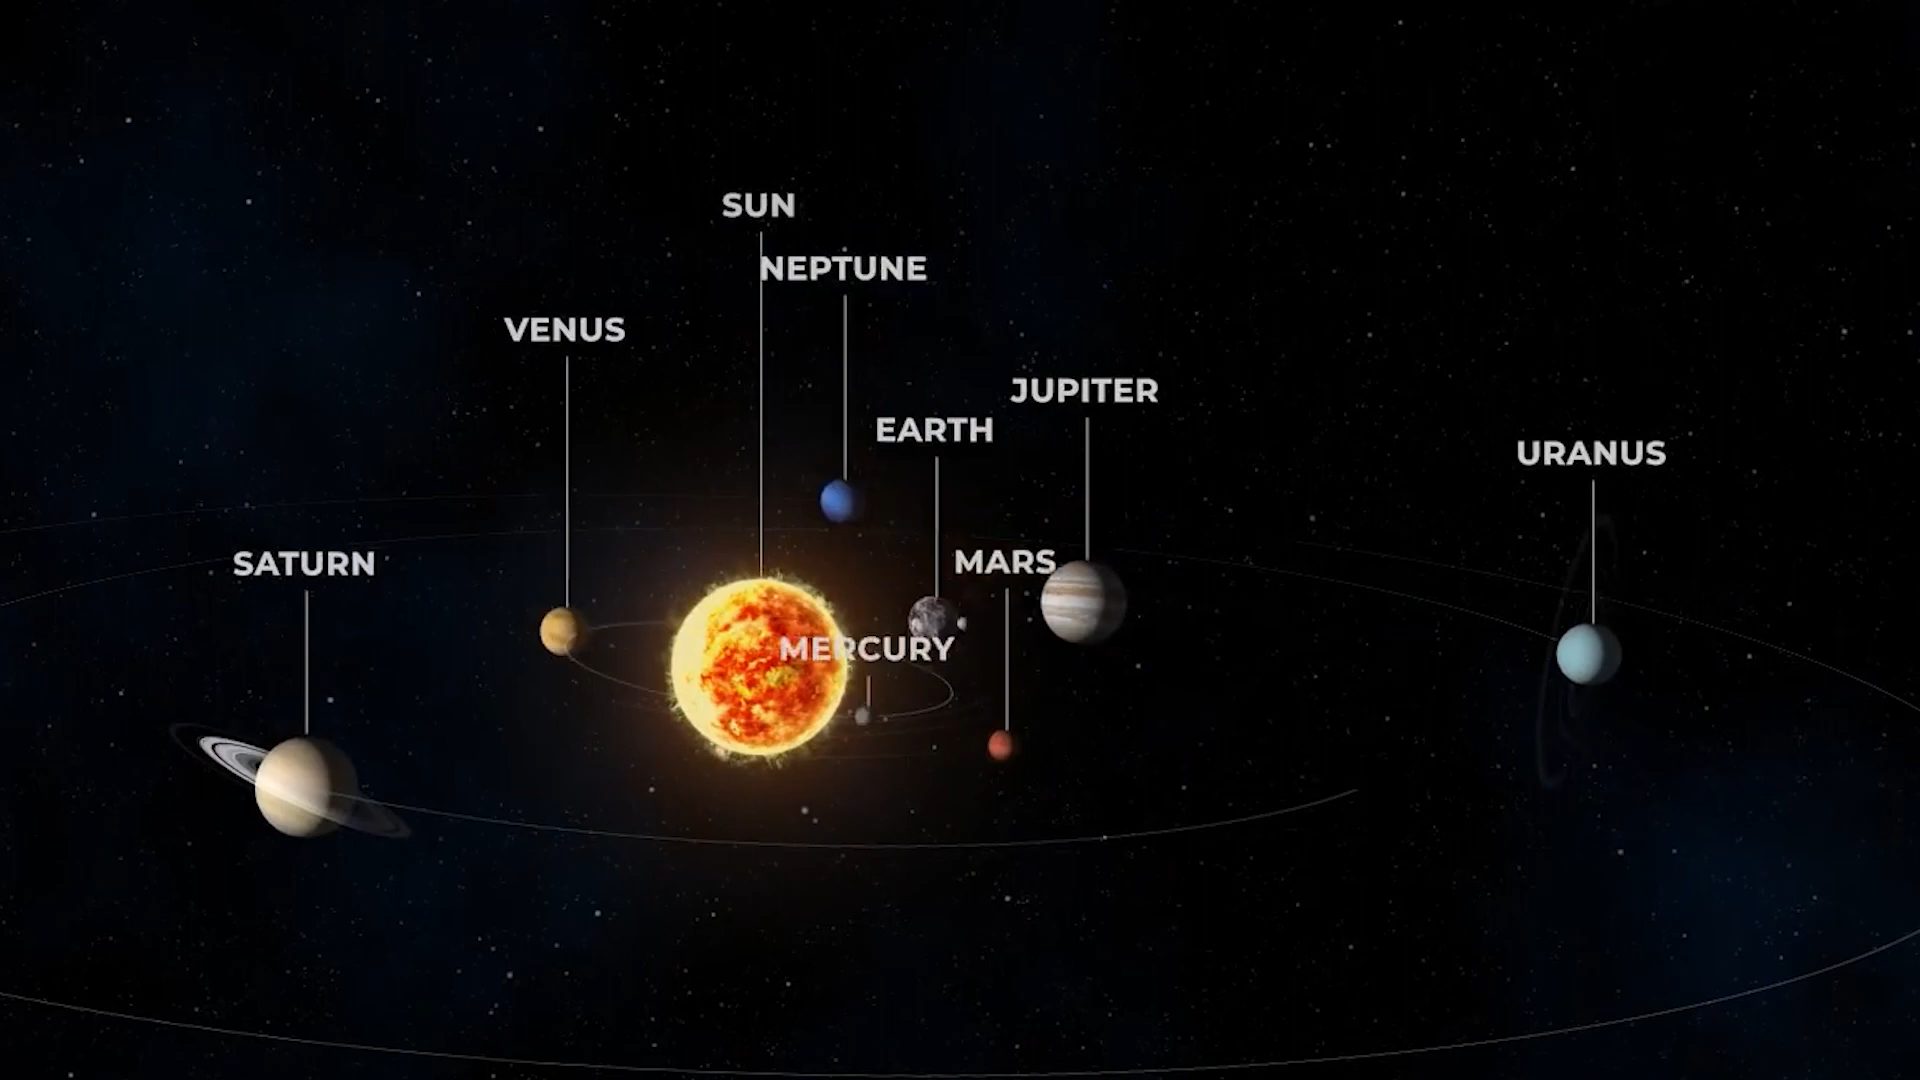 SUN
NEPTUNE
VENUS
JUPITER
EARTH
URANUS
SATURN
MARS
MERCURY